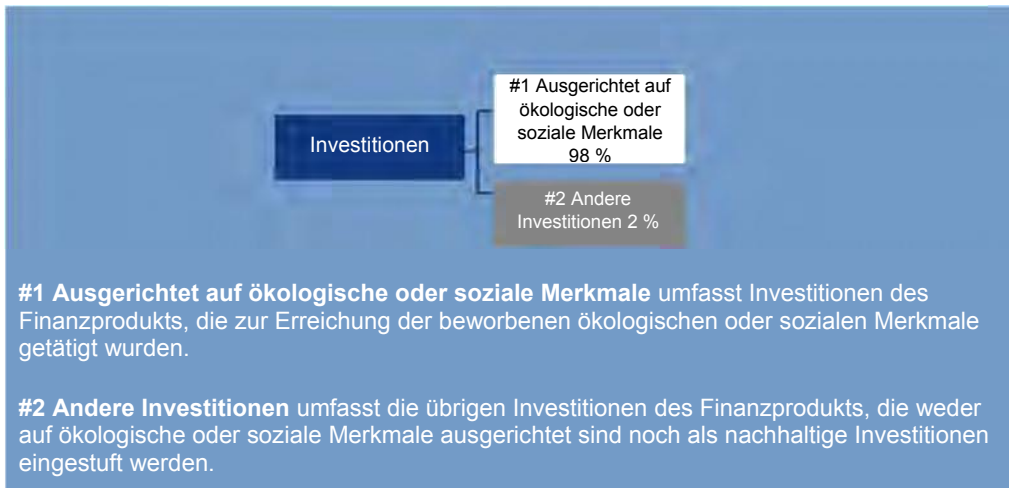 #1 Ausgerichtet auf
ökologische oder
soziale Merkmale
98 %
Investitionen
#2 Andere
Investitionen 2 %
#1 Ausgerichtet auf ökologische oder soziale Merkmale umfasst Investitionen des
Finanzprodukts, die zur Erreichung der beworbenen ökologischen oder sozialen Merkmale
getätigt wurden.
#2 Andere Investitionen umfasst die übrigen Investitionen des Finanzprodukts, die weder
auf ökologische oder soziale Merkmale ausgerichtet sind noch als nachhaltige Investitionen
eingestuft werden.